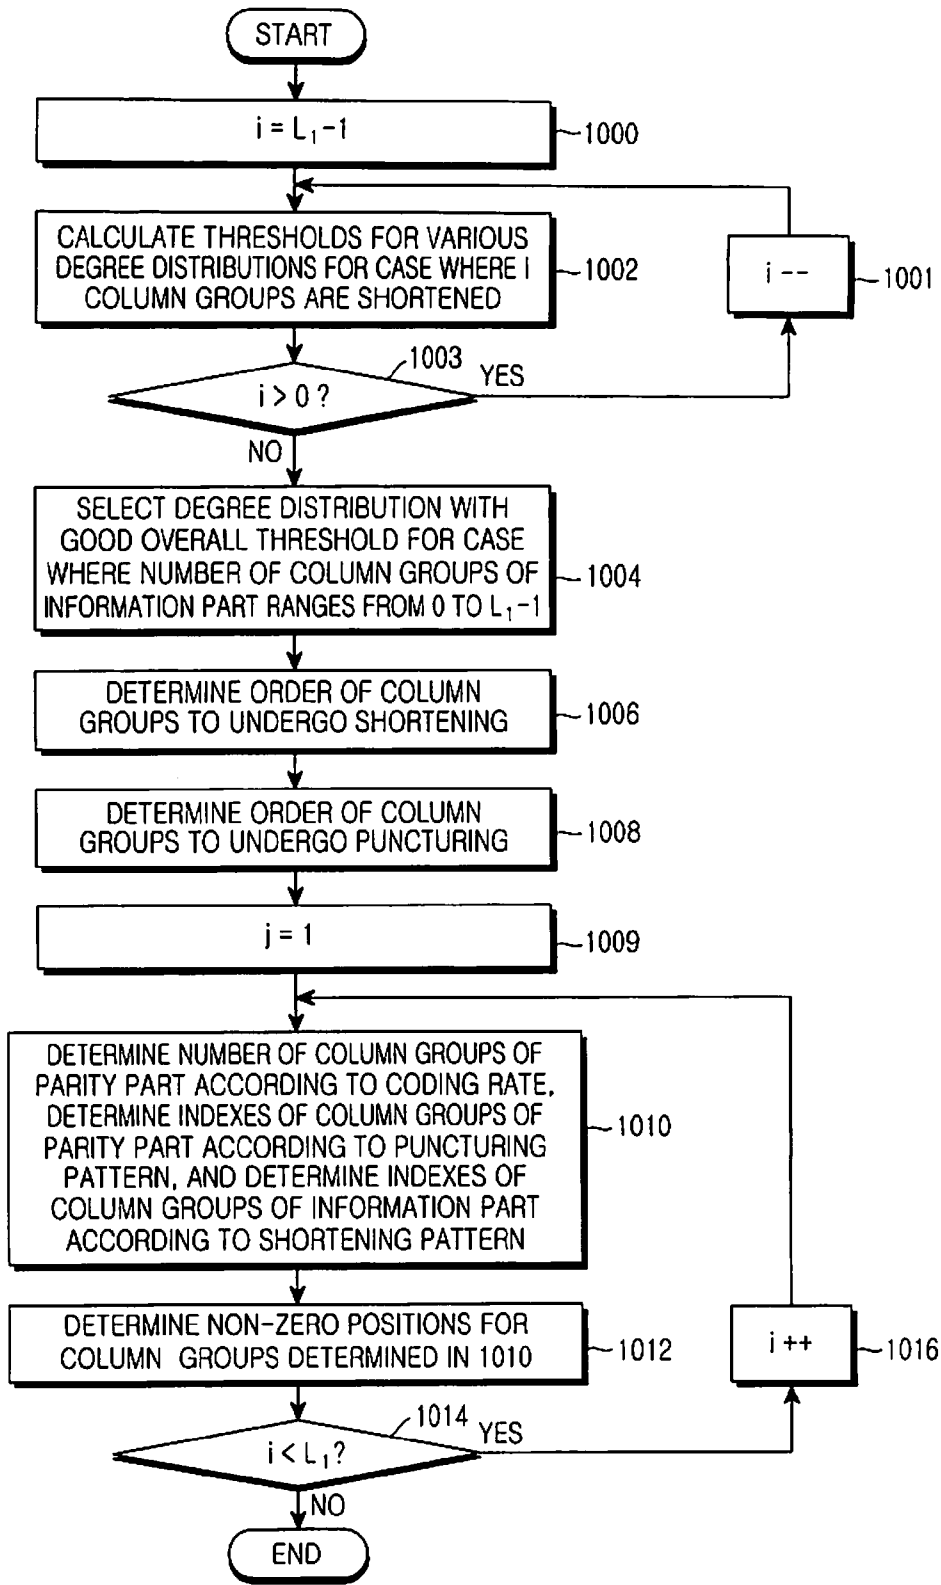 START
i = L₁-1
1000
CALCULATE THRESHOLDS FOR VARIOUS
DEGREE DISTRIBUTIONS FOR CASE WHERE I
COLUMN GROUPS ARE SHORTENED
1002
i --
1001
1003
i > 0 ?
YES
NO
SELECT DEGREE DISTRIBUTION WITH
GOOD OVERALL THRESHOLD FOR CASE
WHERE NUMBER OF COLUMN GROUPS OF
INFORMATION PART RANGES FROM 0 TO L₁-1
1004
DETERMINE ORDER OF COLUMN
GROUPS TO UNDERGO SHORTENING
1006
DETERMINE ORDER OF COLUMN
GROUPS TO UNDERGO PUNCTURING
1008
j = 1
1009
DETERMINE NUMBER OF COLUMN GROUPS OF
PARITY PART ACCORDING TO CODING RATE,
DETERMINE INDEXES OF COLUMN GROUPS OF
PARITY PART ACCORDING TO PUNCTURING
PATTERN, AND DETERMINE INDEXES OF
COLUMN GROUPS OF INFORMATION PART
ACCORDING TO SHORTENING PATTERN
1010
DETERMINE NON-ZERO POSITIONS FOR
COLUMN GROUPS DETERMINED IN 1010
1012
i ++
1016
1014
i < L₁?
YES
NO
END